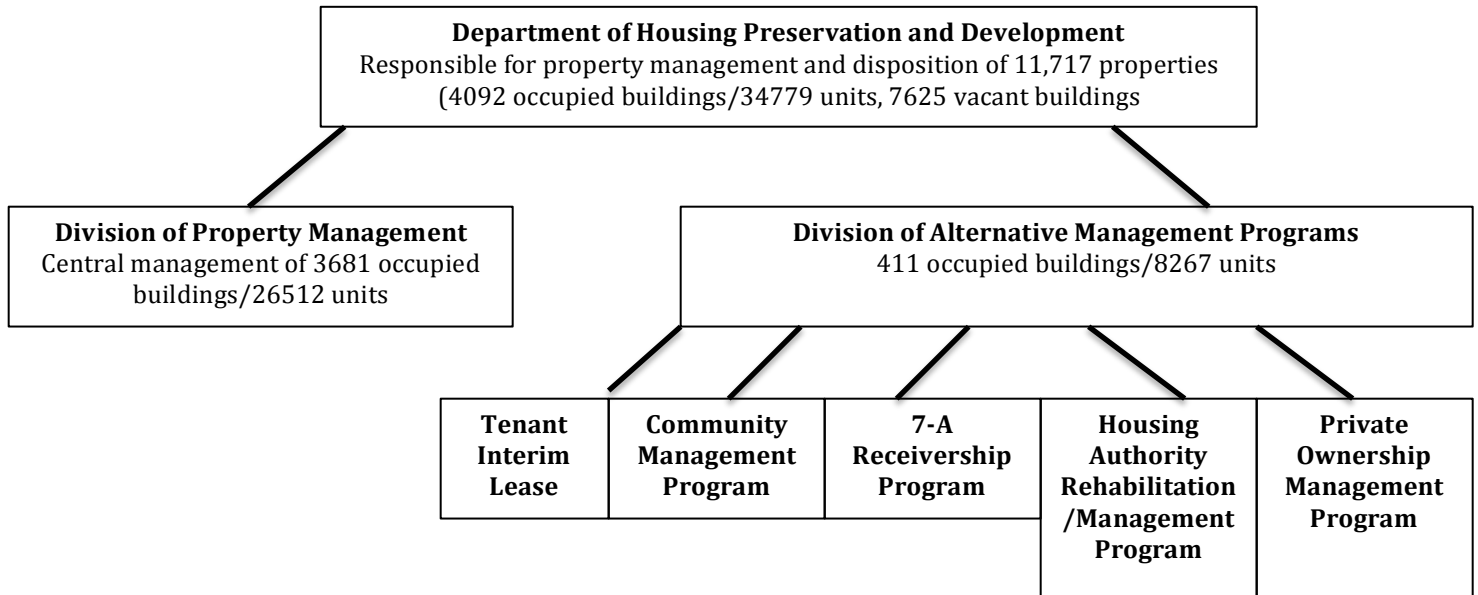 Department of Housing Preservation and Development
Responsible for property management and disposition of 11,717 properties
(4092 occupied buildings/34779 units, 7625 vacant buildings
Division of Property Management
Central management of 3681 occupied
buildings/26512 units
Division of Alternative Management Programs
411 occupied buildings/8267 units
Tenant
Interim
Lease
Community
Management
Program
7-A
Receivership
Program
Housing
Authority
Rehabilitation
/Management
Program
Private
Ownership
Management
Program